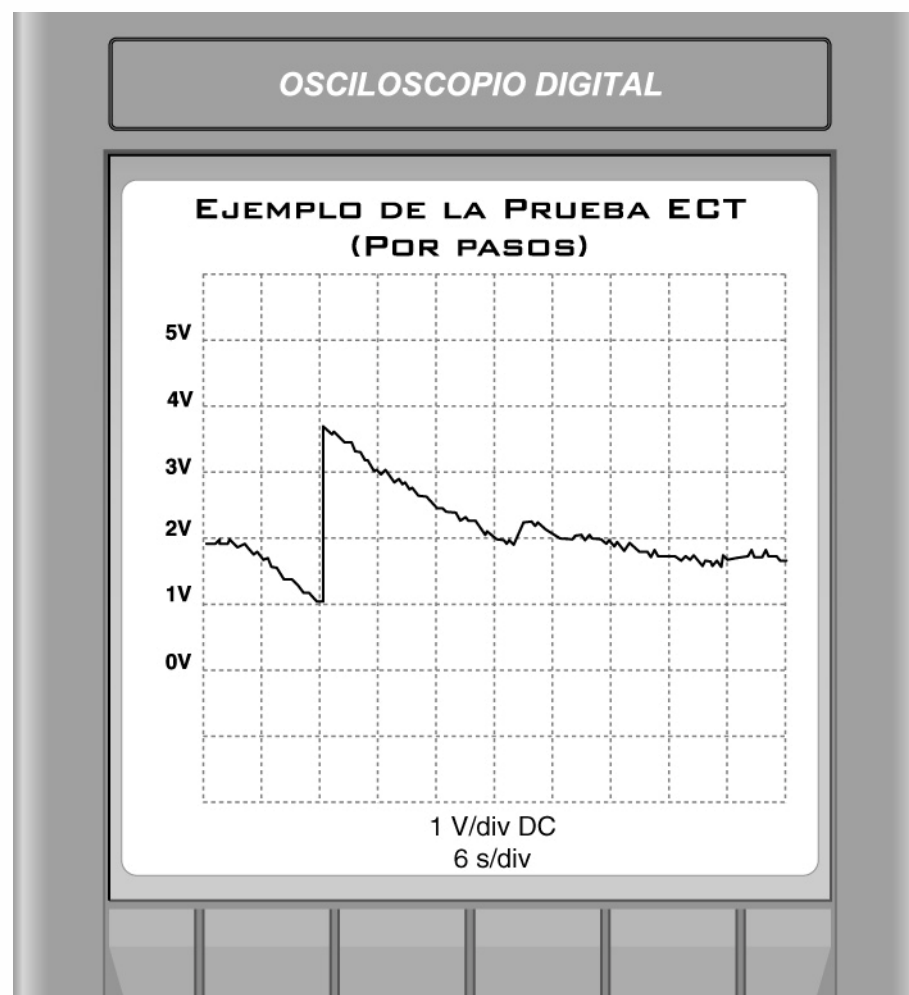 OSCILOSCOPIO DIGITAL
EJEMPLO DE LA PRUEBA ECT
(POR PASOS)
5V
4V
3V
2V
1V
0V
1 V/div DC
6 s/div